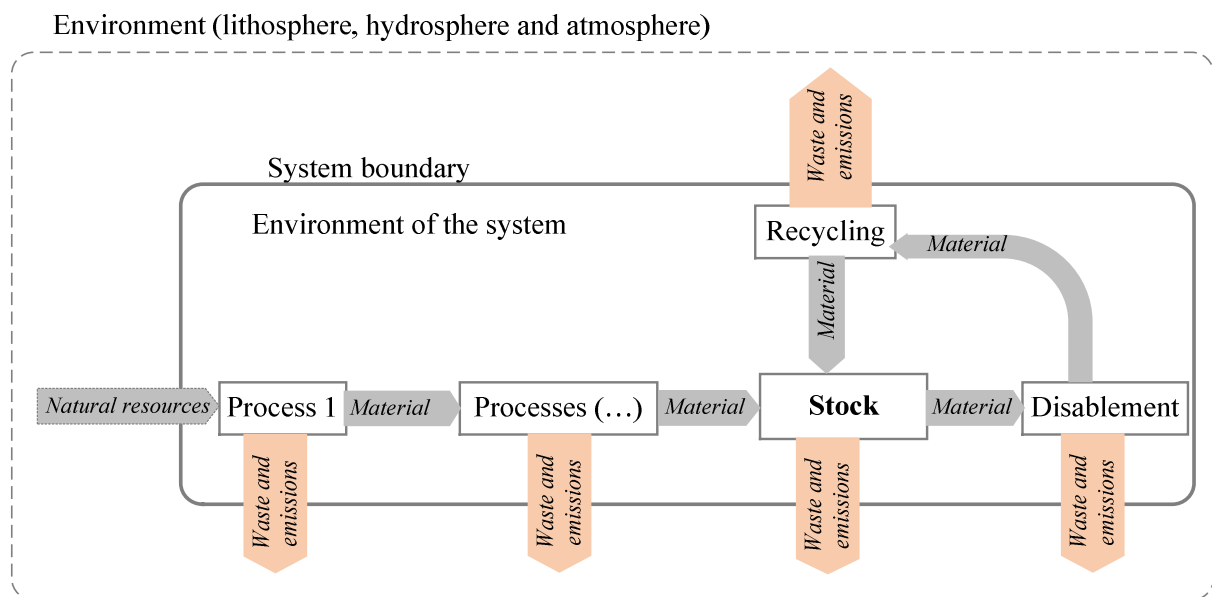 Environment (lithosphere, hydrosphere and atmosphere)
Waste and
emissions
System boundary
Environment of the system
Recycling
Material
Material
Natural resources
Process 1
Material
Processes (…)
Material
Stock
Material
Disablement
Waste and
emissions
Waste and
emissions
Waste and
emissions
Waste and
emissions